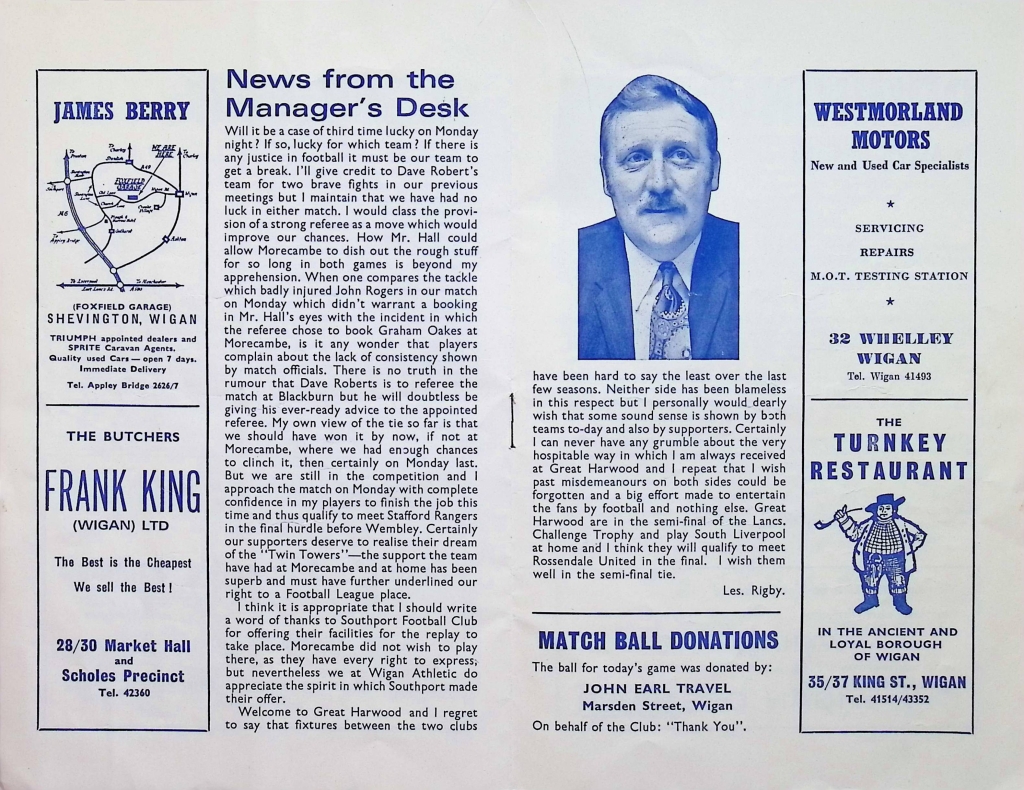 JAMES BERRY
WE ARE
HERE
FOXFIELD
GARAGE
M6
A49
Ashton
(FOXFIELD GARAGE)
SHEVINGTON, WIGAN
TRIUMPH appointed dealers and
SPRITE Caravan Agents.
Quality used Cars — open 7 days.
Immediate Delivery
Tel. Appley Bridge 2626/7
THE BUTCHERS
FRANK KING
(WIGAN) LTD
The Best is the Cheapest
We sell the Best !
28/30 Market Hall
and
Scholes Precinct
Tel. 42360
News from the
Manager's Desk
Will it be a case of third time lucky on Monday
night? If so, lucky for which team? If there is
any justice in football it must be our team to
get a break. I'll give credit to Dave Robert's
team for two brave fights in our previous
meetings but I maintain that we have had no
luck in either match. I would class the provi-
sion of a strong referee as a move which would
improve our chances. How Mr. Hall could
allow Morecambe to dish out the rough stuff
for so long in both games is beyond my
apprehension. When one compares the tackle
which badly injured John Rogers in our match
on Monday which didn't warrant a booking
in Mr. Hall's eyes with the incident in which
the referee chose to book Graham Oakes at
Morecambe, is it any wonder that players
complain about the lack of consistency shown
by match officials. There is no truth in the
rumour that Dave Roberts is to referee the
match at Blackburn but he will doubtless be
giving his ever-ready advice to the appointed
referee. My own view of the tie so far is that
we should have won it by now, if not at
Morecambe, where we had enough chances
to clinch it, then certainly on Monday last.
But we are still in the competition and I
approach the match on Monday with complete
confidence in my players to finish the job this
time and thus qualify to meet Stafford Rangers
in the final hurdle before Wembley. Certainly
our supporters deserve to realise their dream
of the "Twin Towers"—the support the team
have had at Morecambe and at home has been
superb and must have further underlined our
right to a Football League place.
I think it is appropriate that I should write
a word of thanks to Southport Football Club
for offering their facilities for the replay to
take place. Morecambe did not wish to play
there, as they have every right to express;
but nevertheless we at Wigan Athletic do
appreciate the spirit in which Southport made
their offer.
Welcome to Great Harwood and I regret
to say that fixtures between the two clubs
have been hard to say the least over the last
few seasons. Neither side has been blameless
in this respect but I personally would dearly
wish that some sound sense is shown by both
teams to-day and also by supporters. Certainly
I can never have any grumble about the very
hospitable way in which I am always received
at Great Harwood and I repeat that I wish
past misdemeanours on both sides could be
forgotten and a big effort made to entertain
the fans by football and nothing else. Great
Harwood are in the semi-final of the Lancs.
Challenge Trophy and play South Liverpool
at home and I think they will qualify to meet
Rossendale United in the final. I wish them
well in the semi-final tie.
Les. Rigby.
MATCH BALL DONATIONS
The ball for today's game was donated by:
JOHN EARL TRAVEL
Marsden Street, Wigan
On behalf of the Club: "Thank You".
WESTMORLAND
MOTORS
New and Used Car Specialists
SERVICING
REPAIRS
M.O.T. TESTING STATION
32 WHELLEY
WIGAN
Tel. Wigan 41493
THE
TURNKEY
RESTAURANT
IN THE ANCIENT AND
LOYAL BOROUGH
OF WIGAN
35/37 KING ST., WIGAN
Tel. 41514/43352